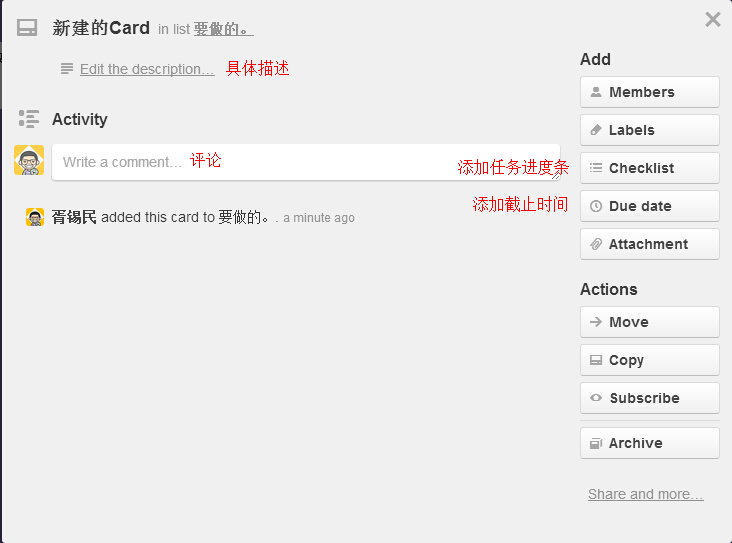 新建的Card in list 要做的。
Edit the description... 具体描述
Activity
Write a comment... 评论
添加任务进度条
添加截止时间
胥锡民 added this card to 要做的。. a minute ago
Add
Members
Labels
Checklist
Due date
Attachment
Actions
Move
Copy
Subscribe
Archive
Share and more...